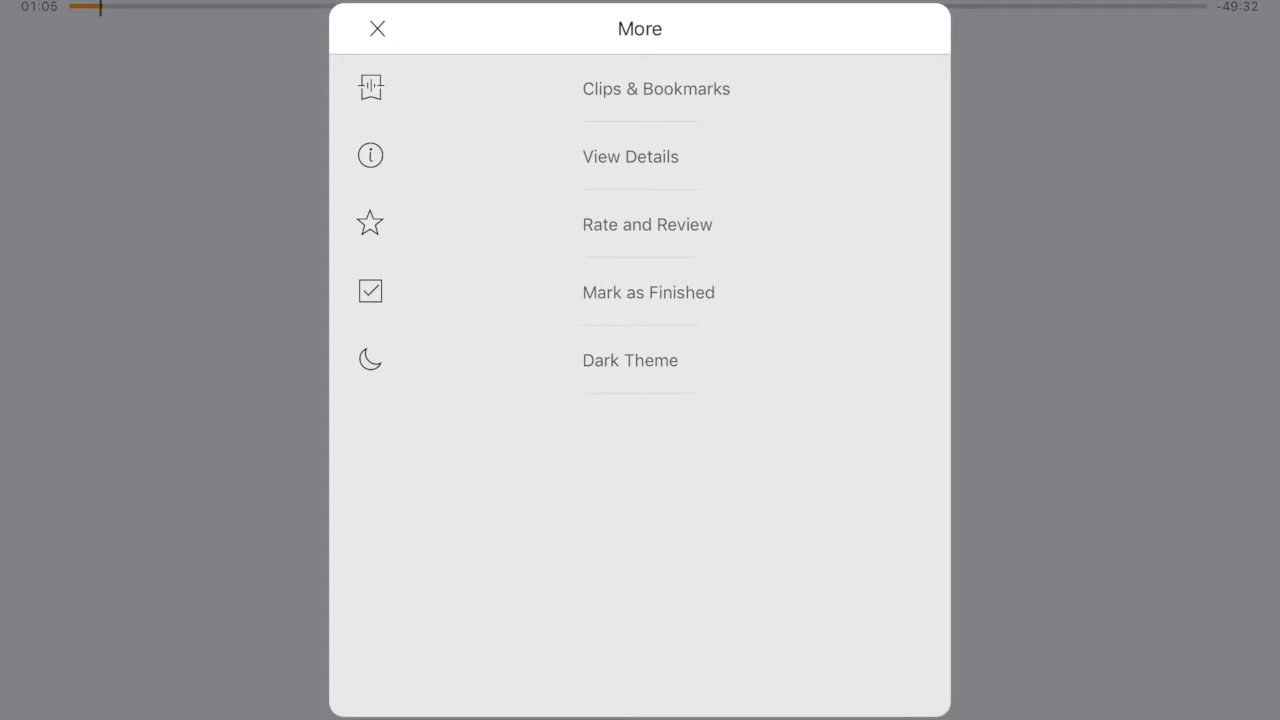 01:05
-49:32
More
Clips & Bookmarks
View Details
Rate and Review
Mark as Finished
Dark Theme